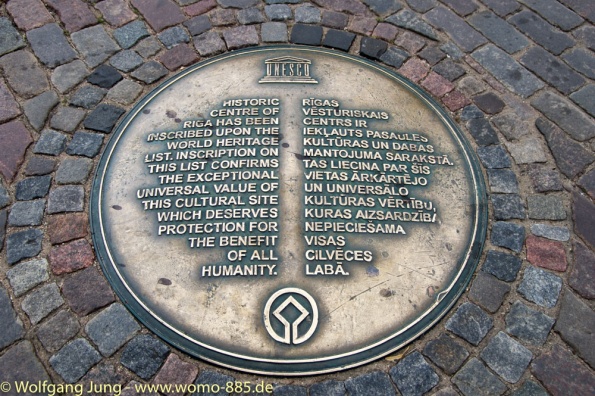 UNESCO
HISTORIC
CENTRE OF
RIGA HAS BEEN
INSCRIBED UPON THE
WORLD HERITAGE
LIST. INSCRIPTION ON
THIS LIST CONFIRMS
THE EXCEPTIONAL
UNIVERSAL VALUE OF
THIS CULTURAL SITE
WHICH DESERVES
PROTECTION FOR
THE BENEFIT
OF ALL
HUMANITY.
RĪGAS
VĒSTURISKAIS
CENTRS IR
IEKĻAUTS PASAULES
KULTŪRAS UN DABAS
MANTOJUMA SARAKSTĀ.
TAS LIECINA PAR ŠĪS
VIETAS ĀRKĀRTĒJO
UN UNIVERSĀLO
KULTŪRAS VĒRTĪBU,
KURAS AIZSARDZĪBA
NEPIECIEŠAMA
VISAS
CILVĒCES
LABĀ.
© Wolfgang Jung - www.womo-885.de